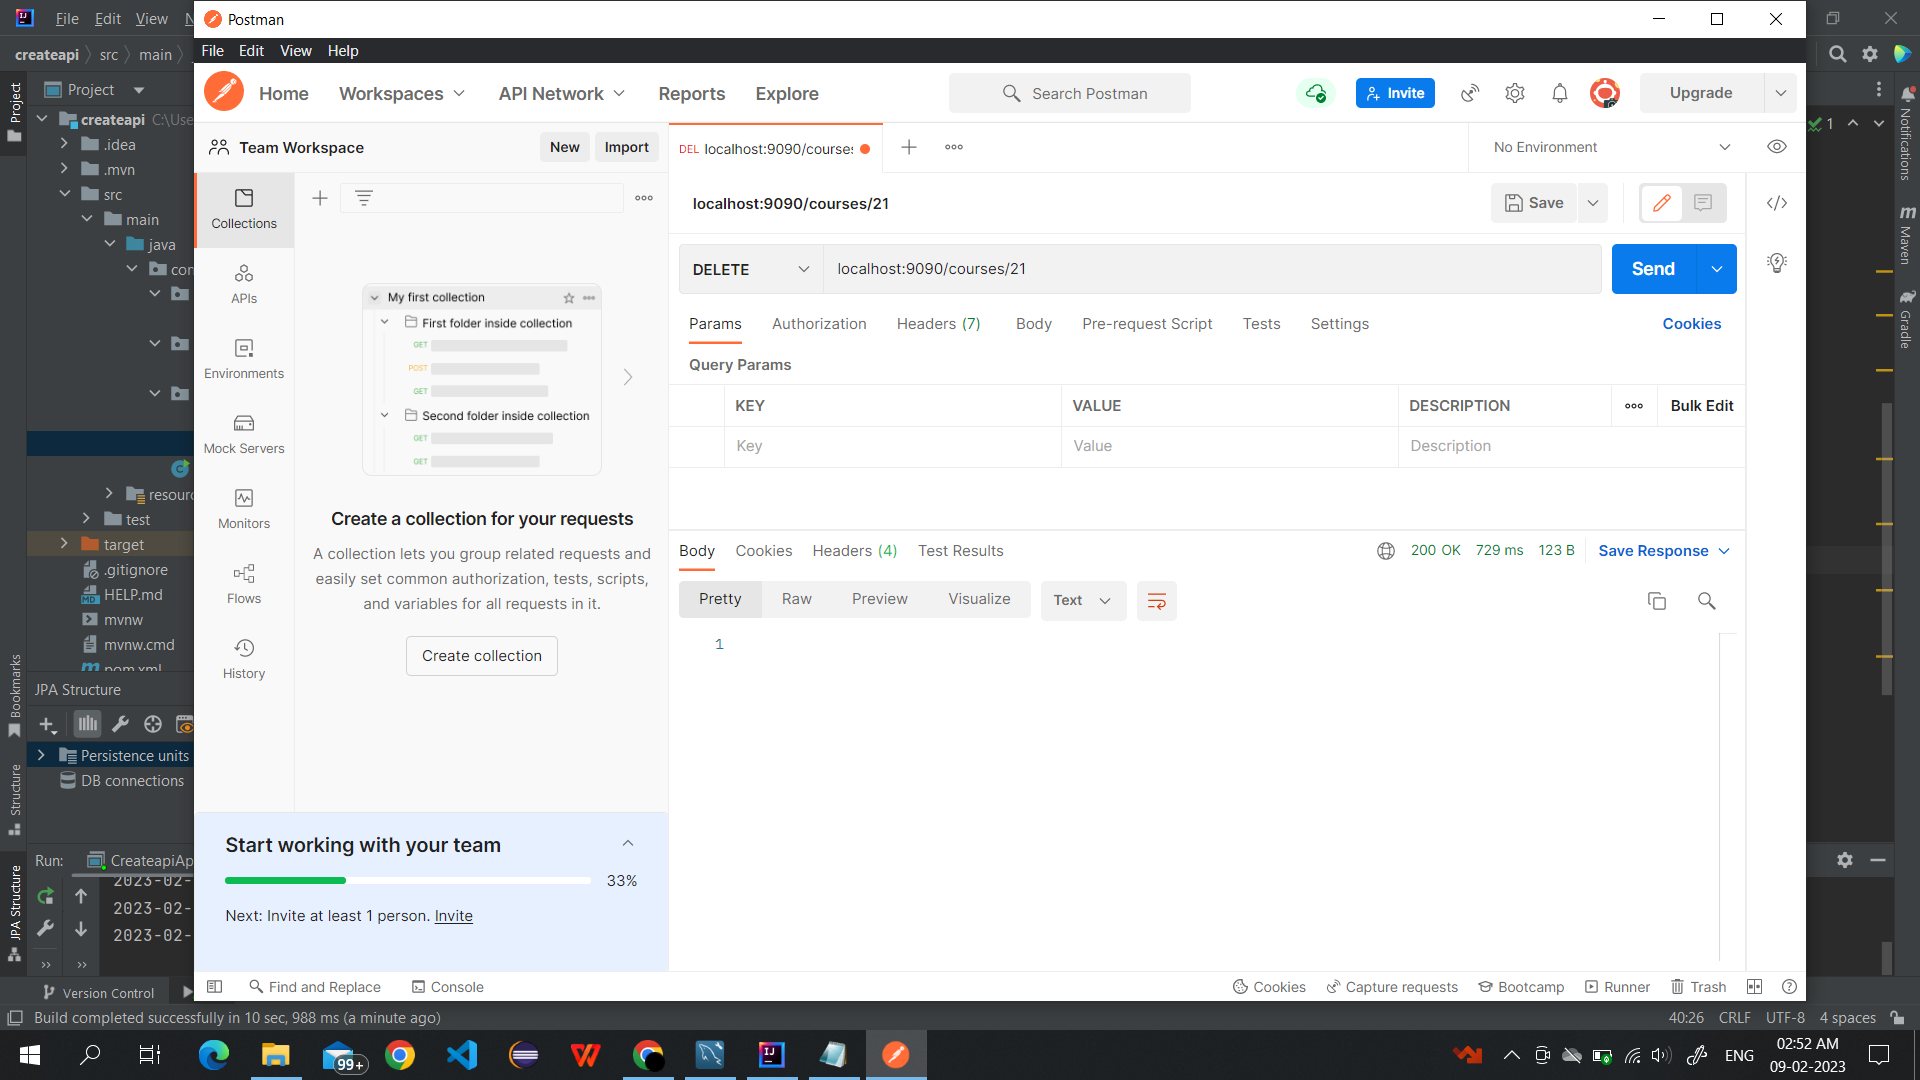 File Edit View
Postman
File Edit View Help
createapi src main
Home Workspaces API Network Reports Explore
Search Postman
Invite
Upgrade
Project
Project
createapi C:\Use
.idea
.mvn
src
main
java
resourc
test
target
.gitignore
HELP.md
mvnw
mvnw.cmd
pom.xml
Bookmarks
Structure
JPA Structure
JPA Structure
Persistence units
DB connections
Run: CreateapiAp
2023-02-
2023-02-
2023-02-
Version Control
Team Workspace
New Import
Collections
APIs
Environments
Mock Servers
Monitors
Flows
History
My first collection
First folder inside collection
GET
POST
GET
Second folder inside collection
GET
GET
Create a collection for your requests
A collection lets you group related requests and
easily set common authorization, tests, scripts,
and variables for all requests in it.
Create collection
Start working with your team
33%
Next: Invite at least 1 person. Invite
DEL localhost:9090/courses
No Environment
localhost:9090/courses/21
Save
DELETE localhost:9090/courses/21
Send
Params Authorization Headers (7) Body Pre-request Script Tests Settings Cookies
Query Params
KEY VALUE DESCRIPTION Bulk Edit
Key Value Description
Body Cookies Headers (4) Test Results
200 OK 729 ms 123 B Save Response
Pretty Raw Preview Visualize Text
1
Find and Replace Console
Cookies Capture requests Bootcamp Runner Trash
1
Notifications
m Maven
Gradle
Build completed successfully in 10 sec, 988 ms (a minute ago)
40:26 CRLF UTF-8 4 spaces
99+
ENG
02:52 AM
09-02-2023